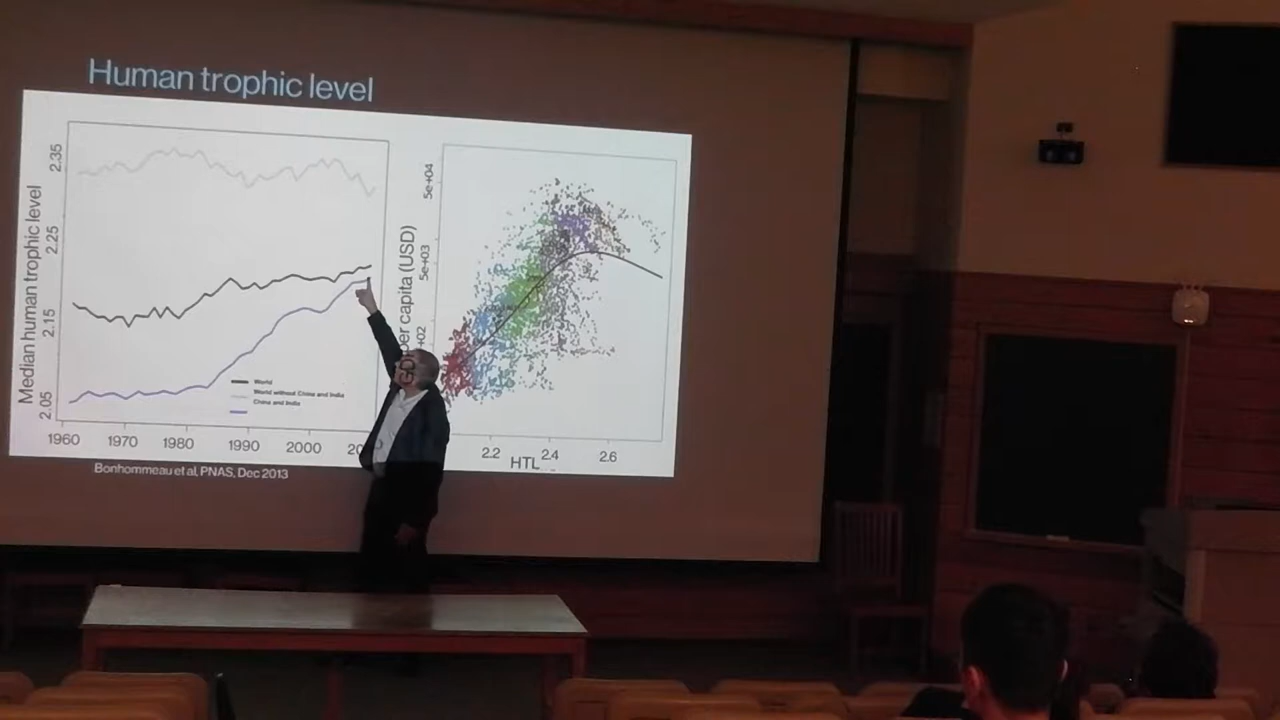 Human trophic level
Median human trophic level
2.35
2.25
2.15
2.05
1960 1970 1980 1990 2000
World
World without China and India
China and India
Bonhommeau et al, PNAS, Dec 2013
GDP per capita (USD)
5e+04
5e+03
e+02
2.2 2.4 2.6
HTL